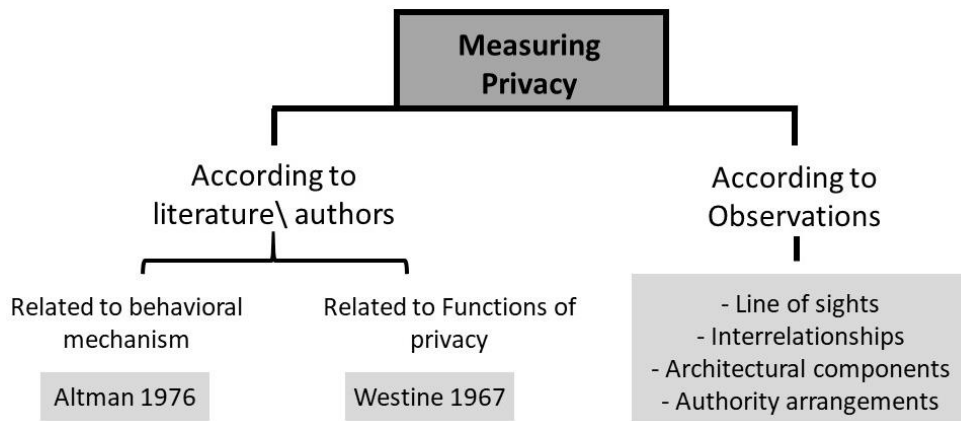 Measuring
Privacy
According to
literature\ authors
According to
Observations
Related to behavioral
mechanism
Altman 1976
Related to Functions of
privacy
Westine 1967
- Line of sights
- Interrelationships
- Architectural components
- Authority arrangements